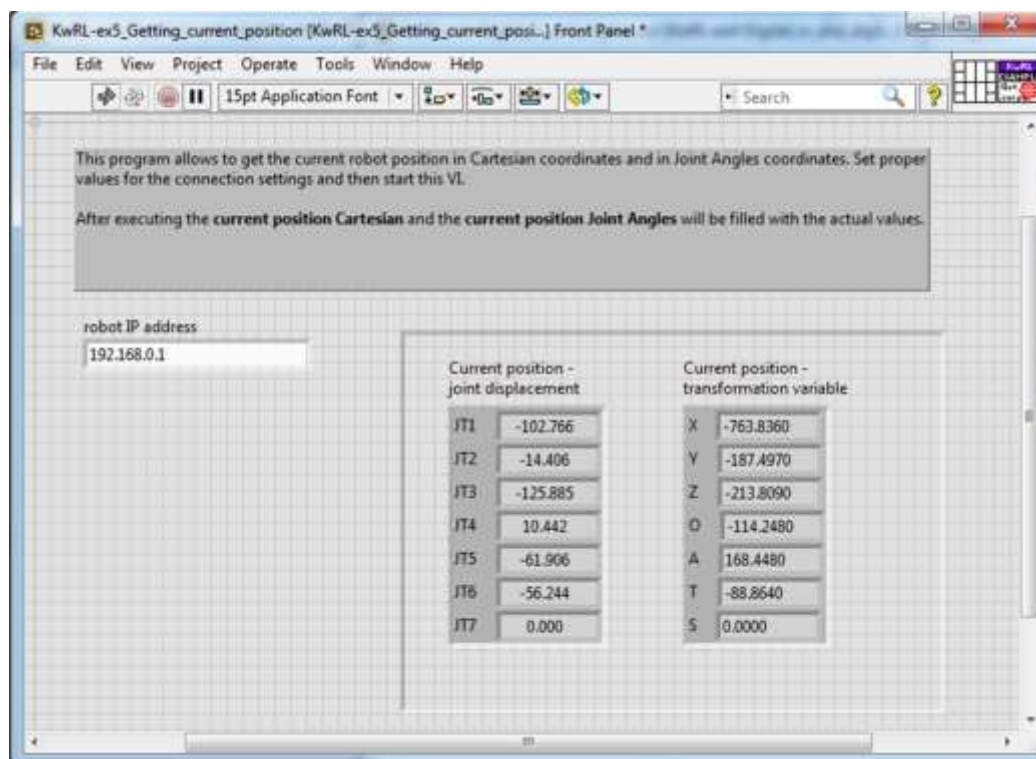 KwRL-ex5_Getting_current_position [KwRL-ex5_Getting_current_posi...] Front Panel *
File Edit View Project Operate Tools Window Help
15pt Application Font Search
This program allows to get the current robot position in Cartesian coordinates and in Joint Angles coordinates. Set proper
values for the connection settings and then start this VI.
After executing the current position Cartesian and the current position Joint Angles will be filled with the actual values.
robot IP address
192.168.0.1
Current position -
joint displacement
JT1 -102.766
JT2 -14.406
JT3 -125.885
JT4 10.442
JT5 -61.906
JT6 -56.244
JT7 0.000
Current position -
transformation variable
X -763.8360
Y -187.4970
Z -213.8090
O -114.2480
A 168.4480
T -88.8640
S 0.0000